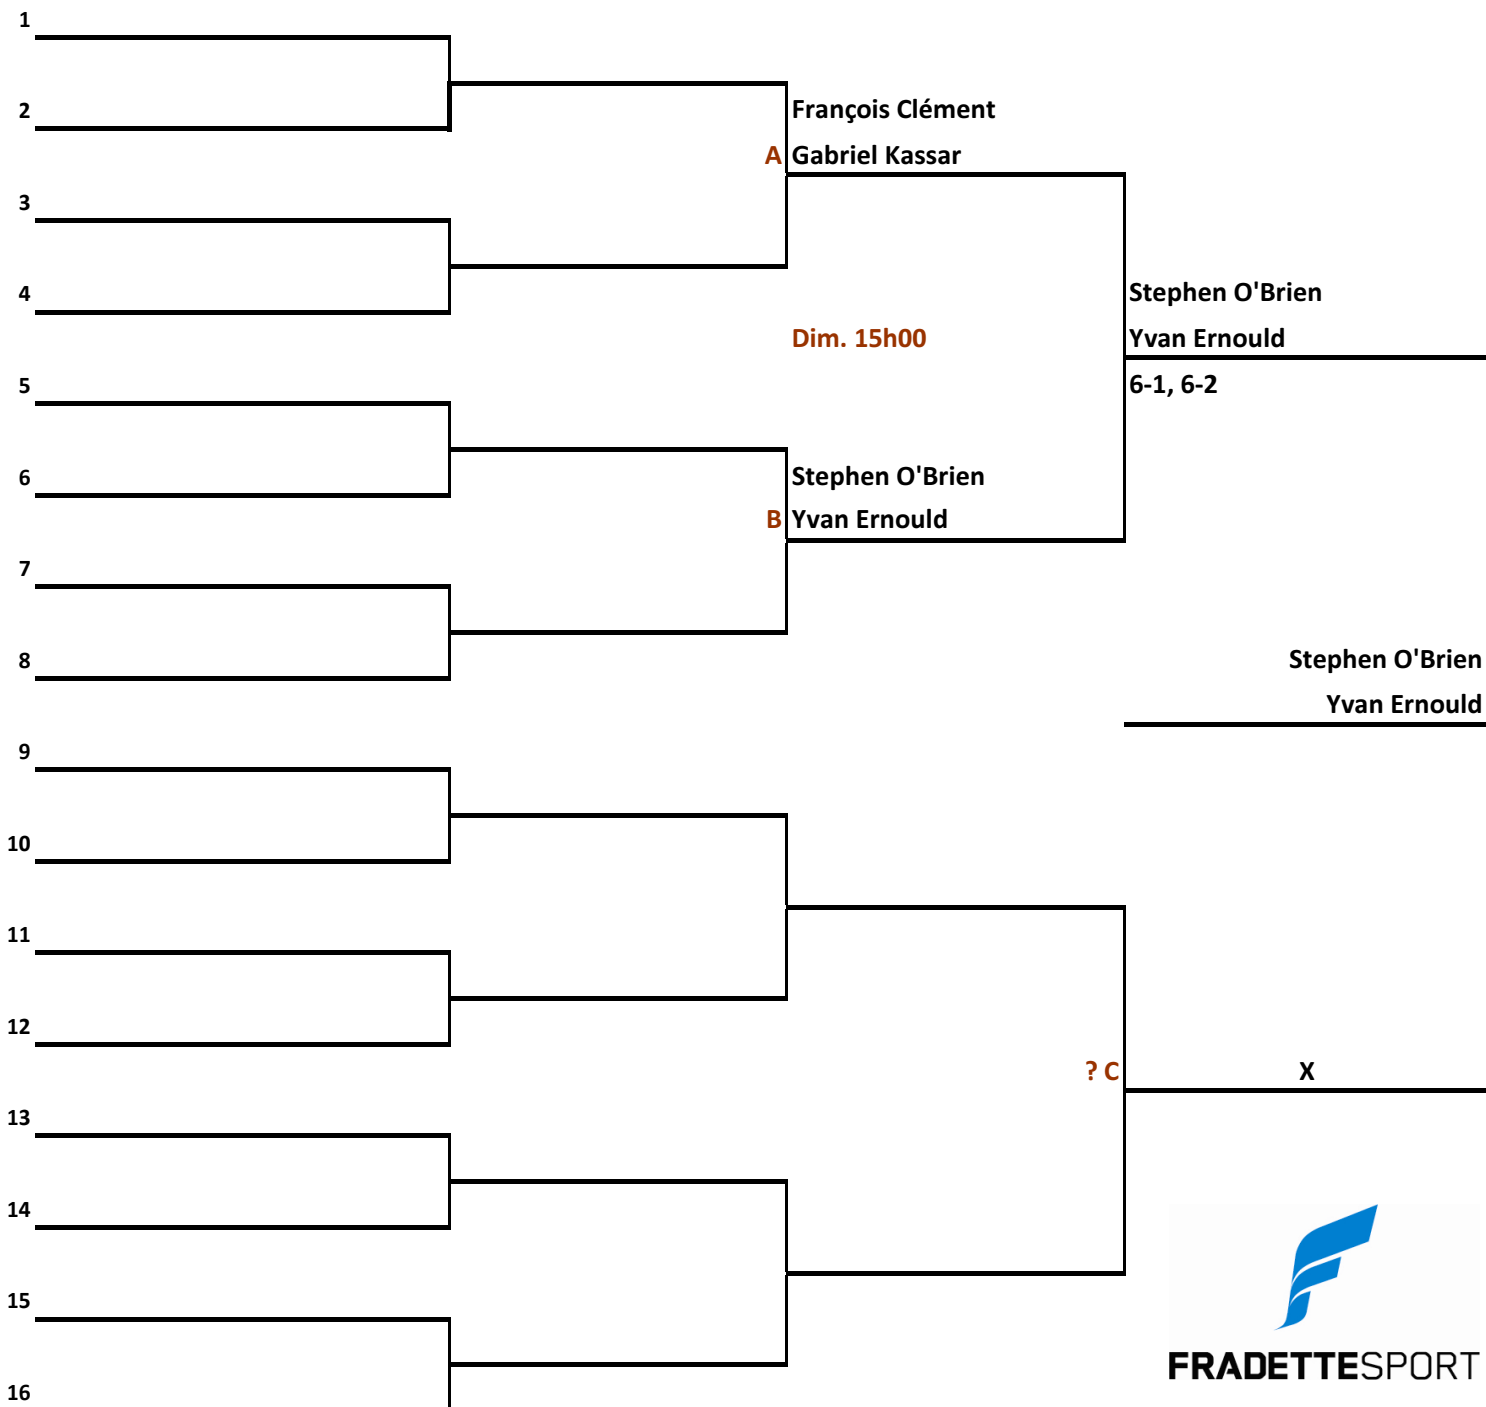 1
2
François Clément
A Gabriel Kassar
3
4
Stephen O'Brien
Dim. 15h00
Yvan Ernould
5
6-1, 6-2
6
Stephen O'Brien
B Yvan Ernould
7
8
Stephen O'Brien
Yvan Ernould
9
10
11
12
? C
X
13
14
15
FRADETTESPORT
16